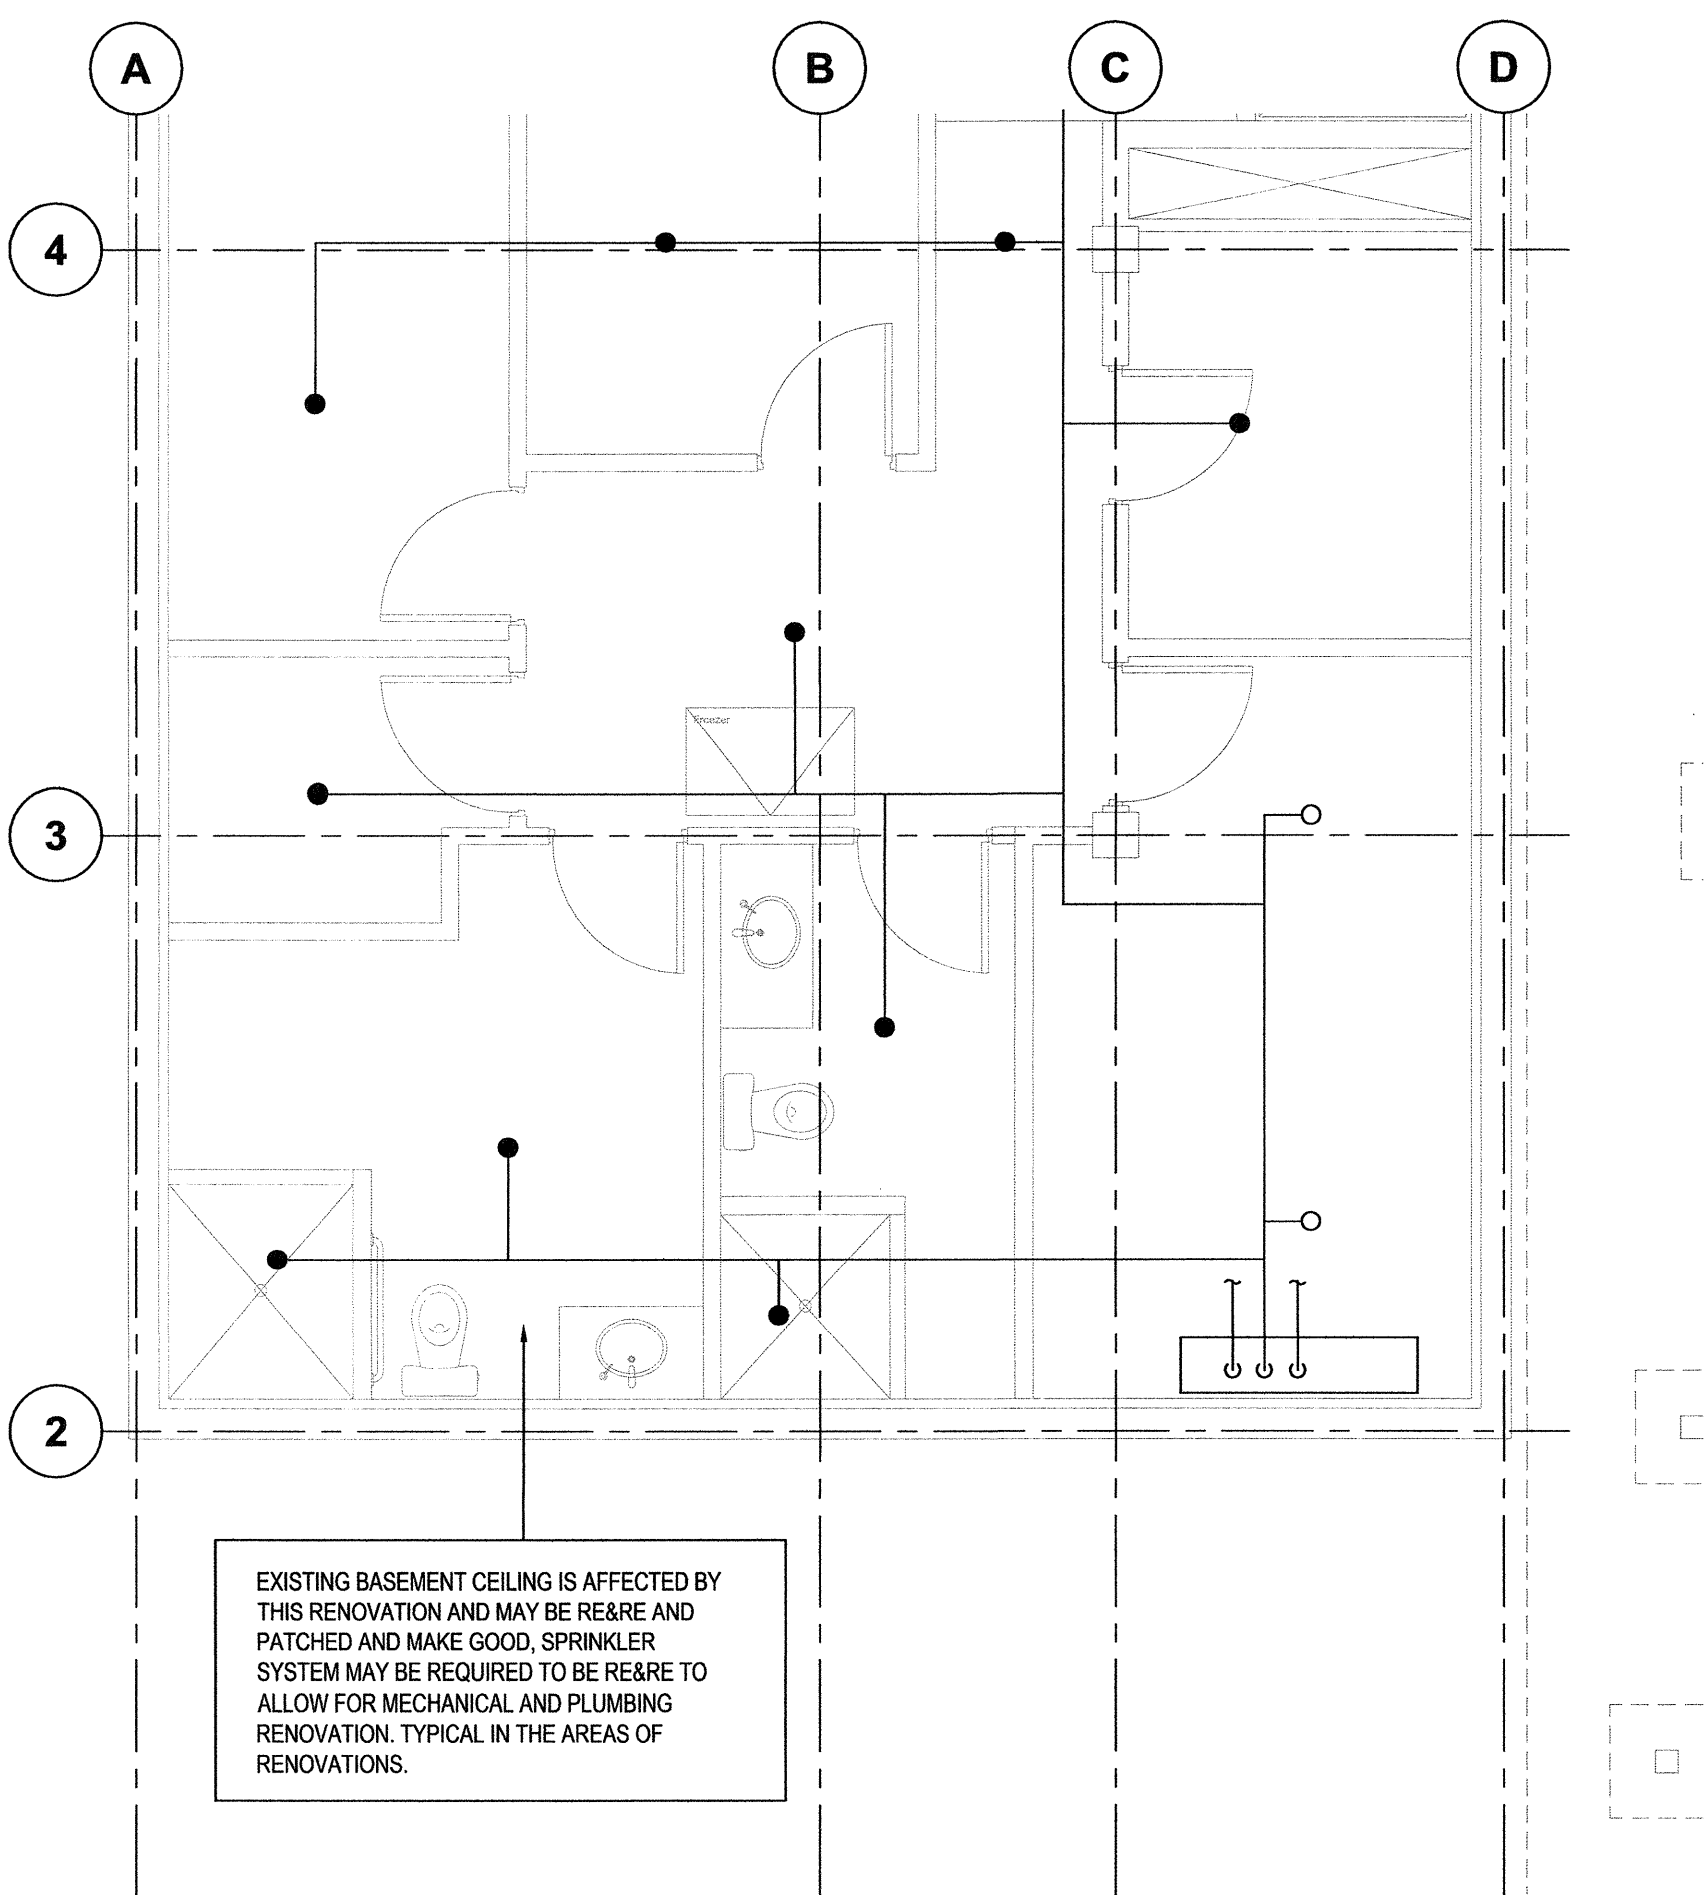 A
B
C
D
4
Freezer
3
2
EXISTING BASEMENT CEILING IS AFFECTED BY
THIS RENOVATION AND MAY BE RE&RE AND
PATCHED AND MAKE GOOD, SPRINKLER
SYSTEM MAY BE REQUIRED TO BE RE&RE TO
ALLOW FOR MECHANICAL AND PLUMBING
RENOVATION. TYPICAL IN THE AREAS OF
RENOVATIONS.